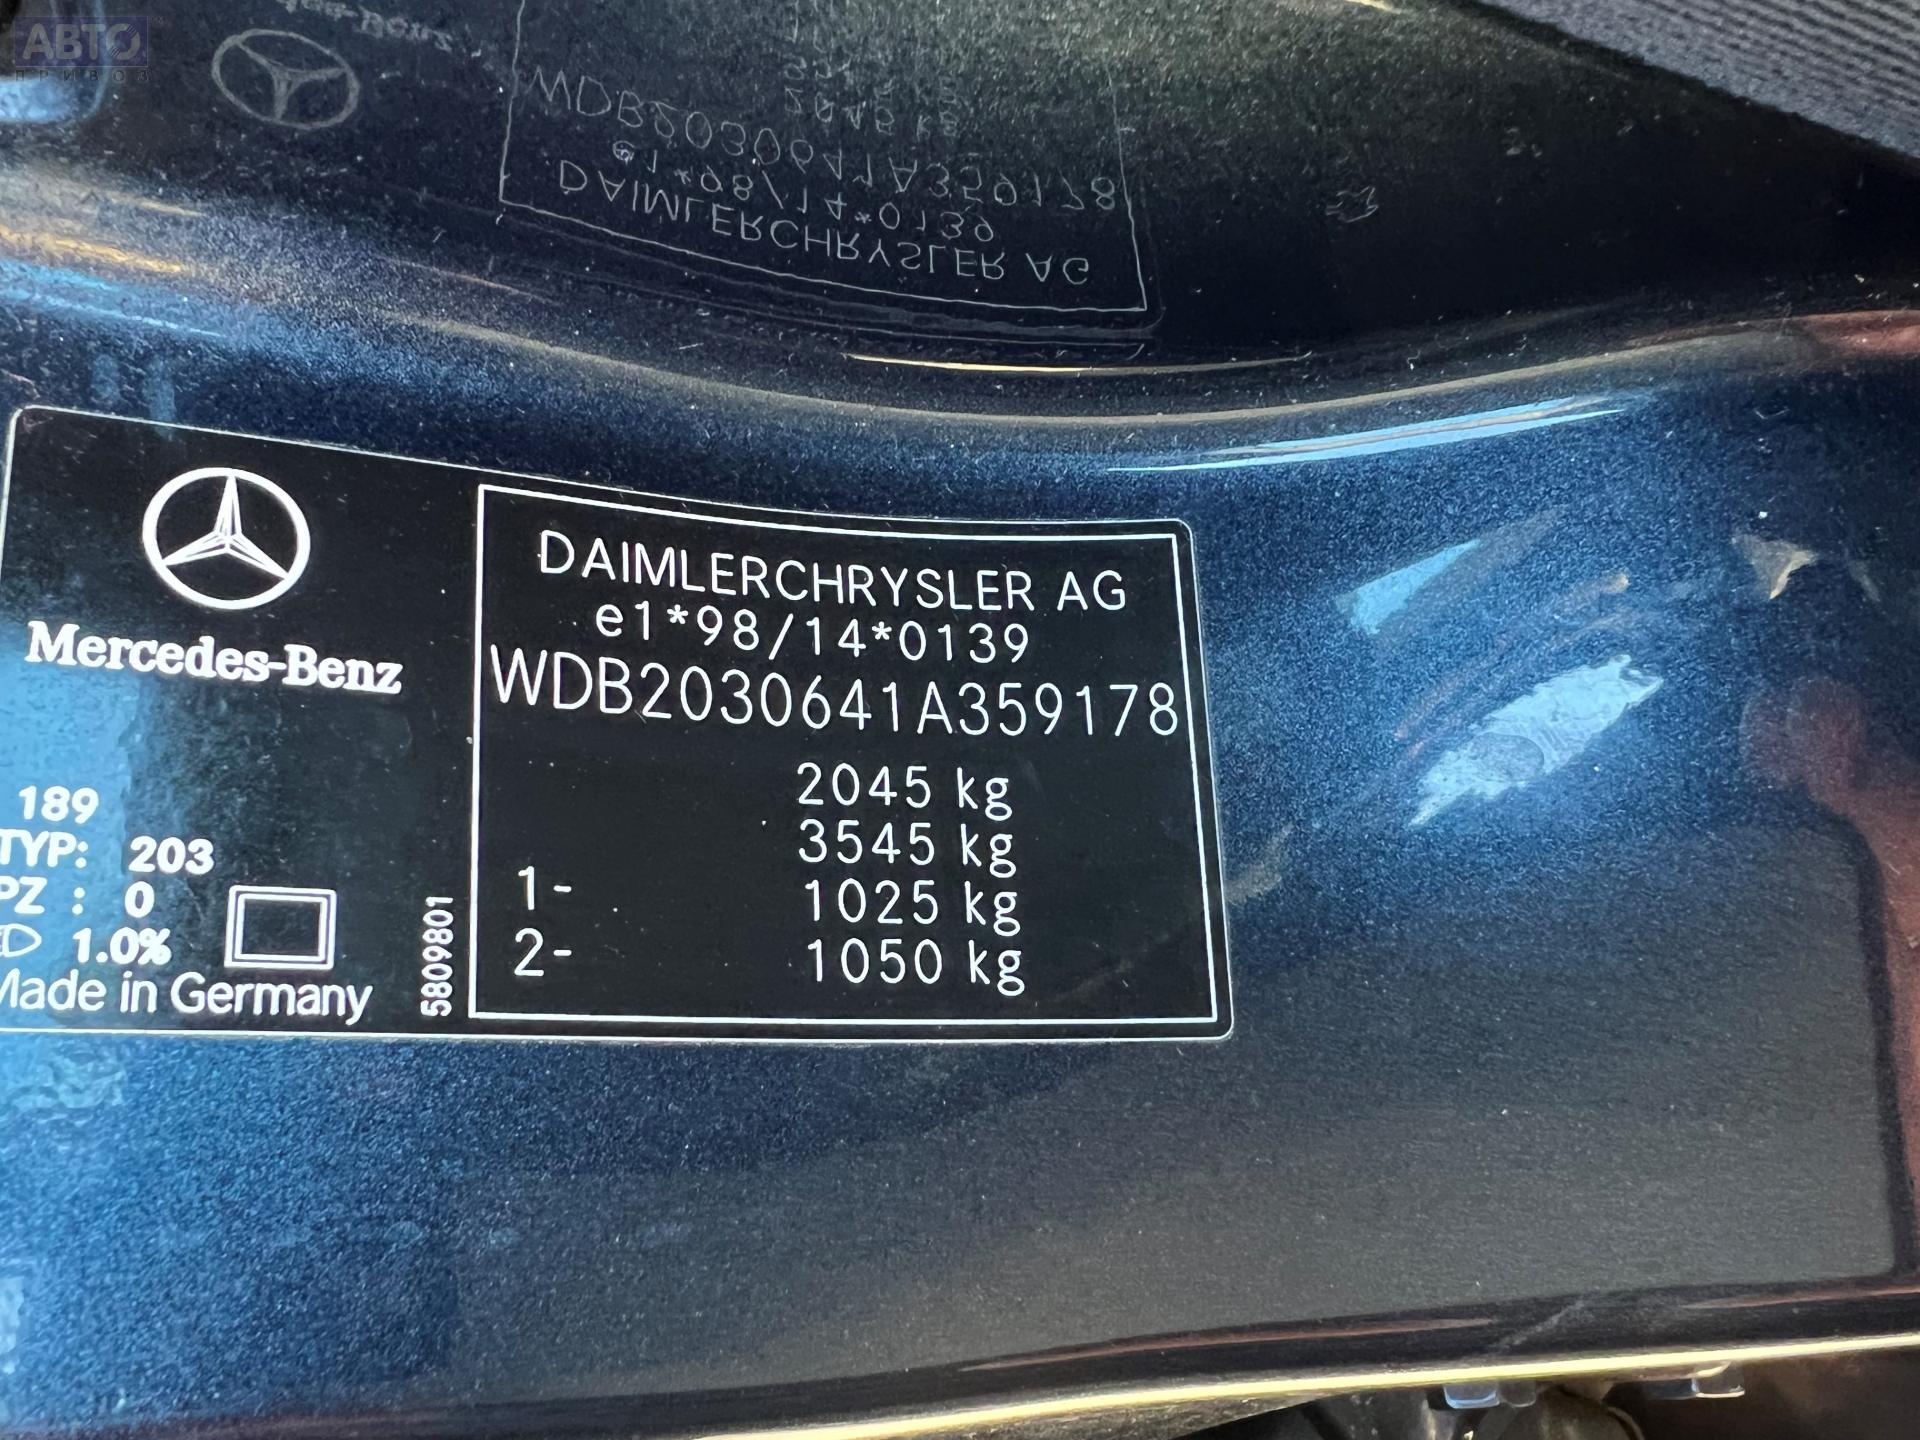 АВТО
ПРИВОЗ
Mercedes-Benz
189
TYP: 203
PZ : 0
1.0%
Made in Germany
5809801
DAIMLERCHRYSLER AG
e1*98/14*0139
WDB2030641A359178
2045 kg
3545 kg
1- 1025 kg
2- 1050 kg